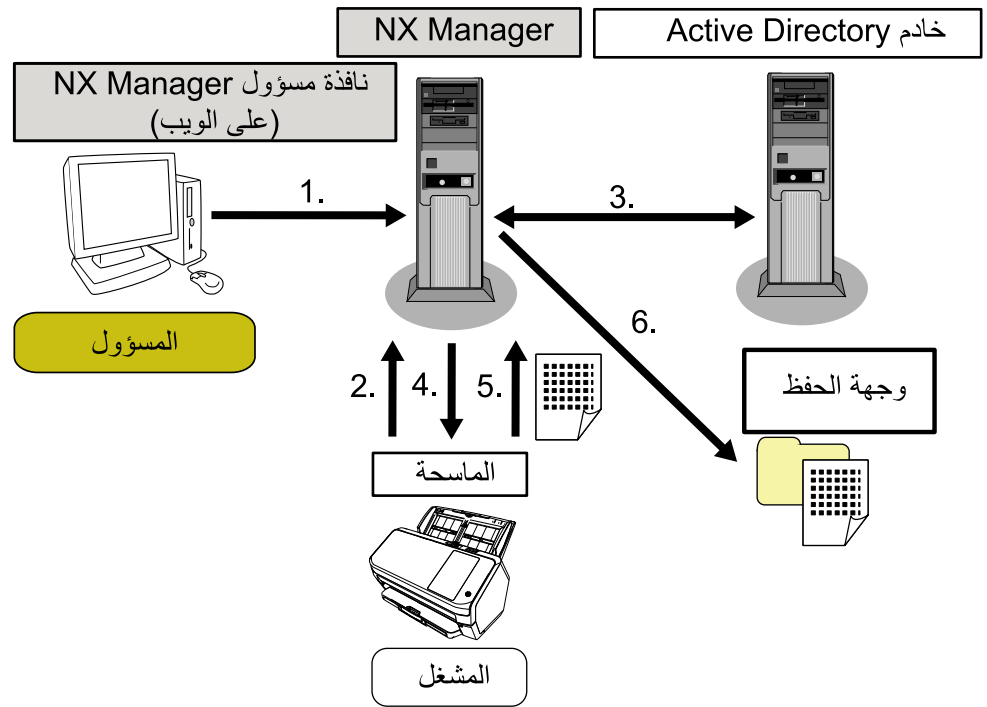 NX Manager
خادم Active Directory
نافذة مسؤول NX Manager
(على الويب)
1.
3.
المسؤول
6.
2.
4.
5.
وجهة الحفظ
الماسحة
المشغل